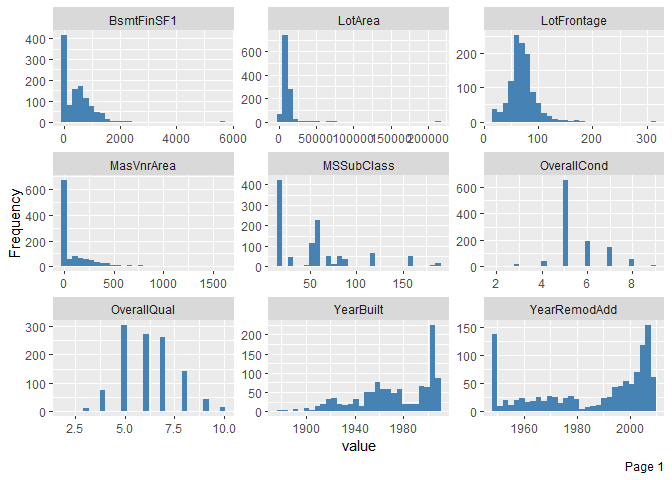 BsmtFinSF1 LotArea LotFrontage
400 300 200 100 0
0 2000 4000 6000
600 400 200 0
0 50000 100000 150000 200000
200 100 0
0 100 200 300
MasVnrArea MSSubClass OverallCond
600 400 200 0
0 500 1000 1500
400 300 200 100 0
50 100 150
600 400 200 0
2 4 6 8
OverallQual YearBuilt YearRemodAdd
300 200 100 0
2.5 5.0 7.5 10.0
200 150 100 50 0
1900 1940 1980
150 100 50 0
1960 1980 2000
Frequency
value
Page 1